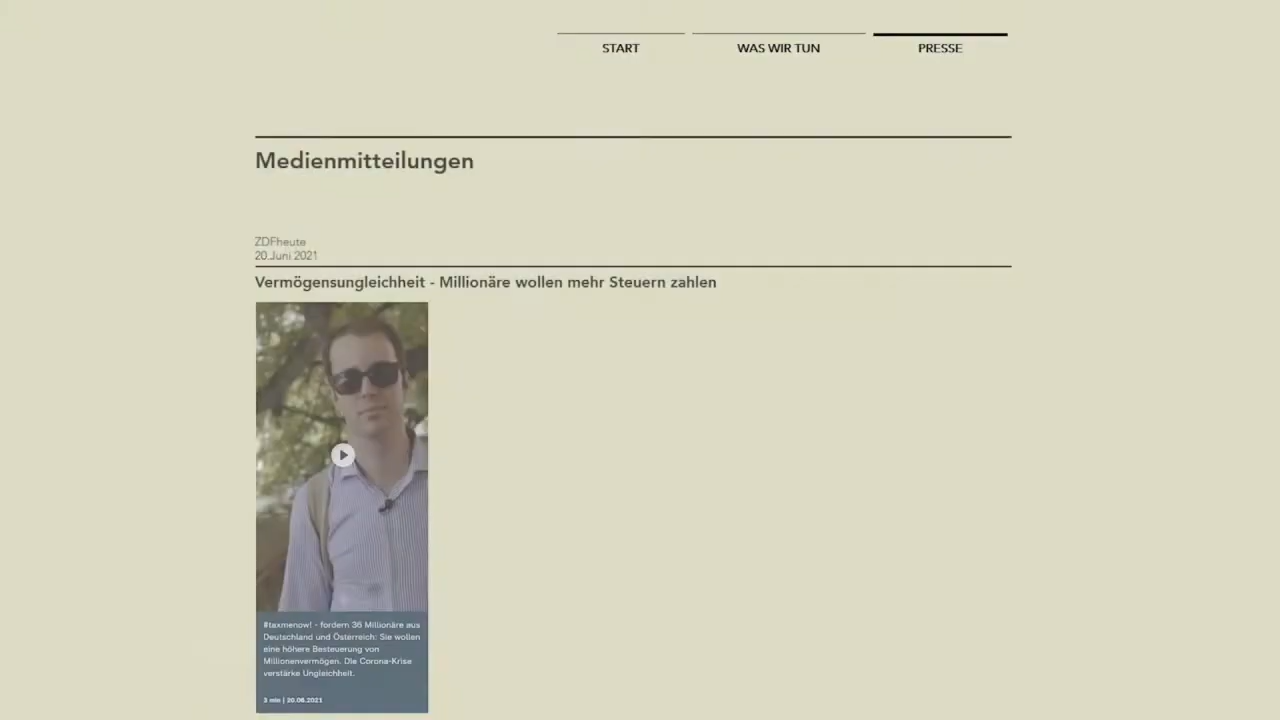 START
WAS WIR TUN
PRESSE
Medienmitteilungen
ZDFheute
20.Juni 2021
Vermögensungleichheit - Millionäre wollen mehr Steuern zahlen
#taxmenow! - fordern 36 Millionäre aus
Deutschland und Österreich: Sie wollen
eine höhere Besteuerung von
Millionenvermögen. Die Corona-Krise
verstärke Ungleichheit.
3 min | 20.06.2021